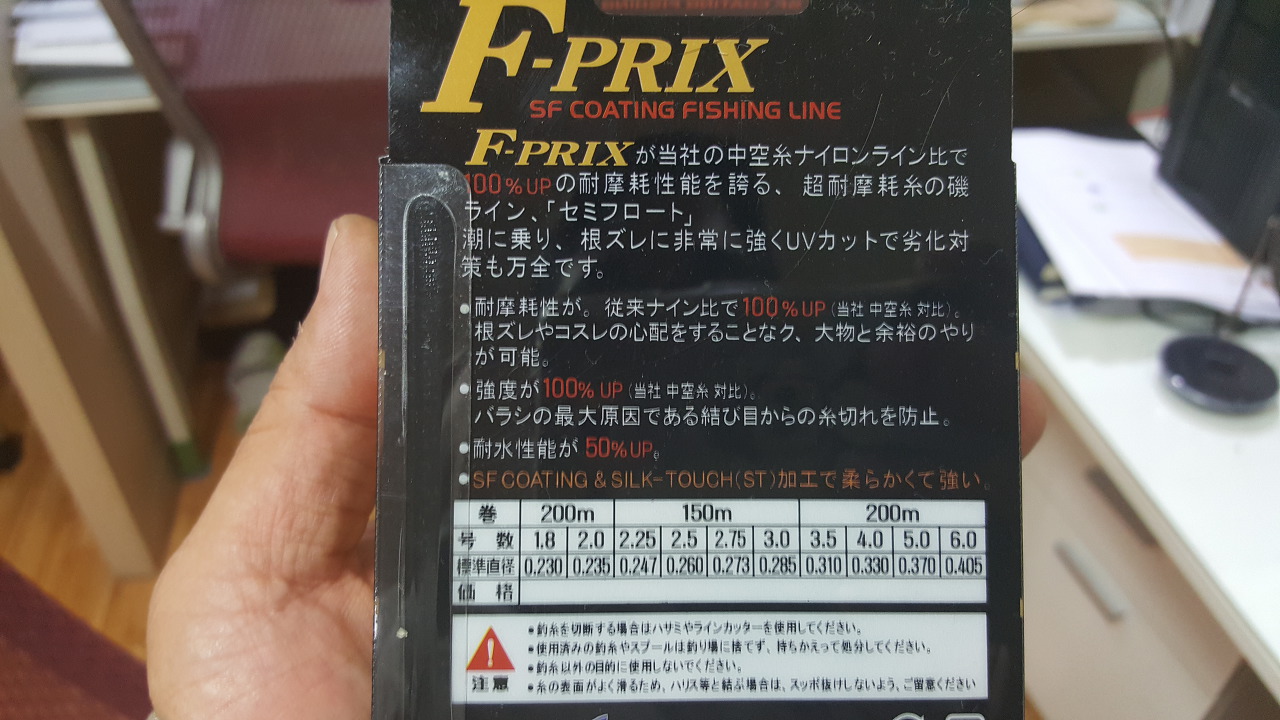 F-PRIX
SF COATING FISHING LINE
F-PRIXが当社の中空糸ナイロンライン比で
100%UPの耐摩耗性能を誇る、超耐摩耗糸の磯
ライン、「セミフロート」
潮に乗り、根ズレに非常に強くUVカットで劣化対
策も万全です。
●耐摩耗性が。従来ナイン比で100%UP(当社 中空糸 対比)。
根ズレやコスレの心配をすることなク、大物と余裕のやり
が可能。
●強度が100% UP(当社 中空糸 対比)。
バラシの最大原因である結び目からの糸切れを防止。
●耐水性能が 50%UP。
●SF COATING & SILK-TOUCH(ST)加工で柔らかくて強い。
巻 200m 150m 200m
号数 1.8 2.0 2.25 2.5 2.75 3.0 3.5 4.0 5.0 6.0
標準直径 0.230 0.235 0.247 0.260 0.273 0.285 0.310 0.330 0.370 0.405
価格
●釣糸を切断する場合はハサミやラインカッターを使用してください。
●使用済みの釣糸やスプールは釣り場に捨てず、持ちかえって処分してください。
●釣糸以外の目的に使用しないでください。
注意 ●糸の表面がよく滑るため、ハリス等と結ぶ場合は、スッポ抜けしないよう、ご留意ください